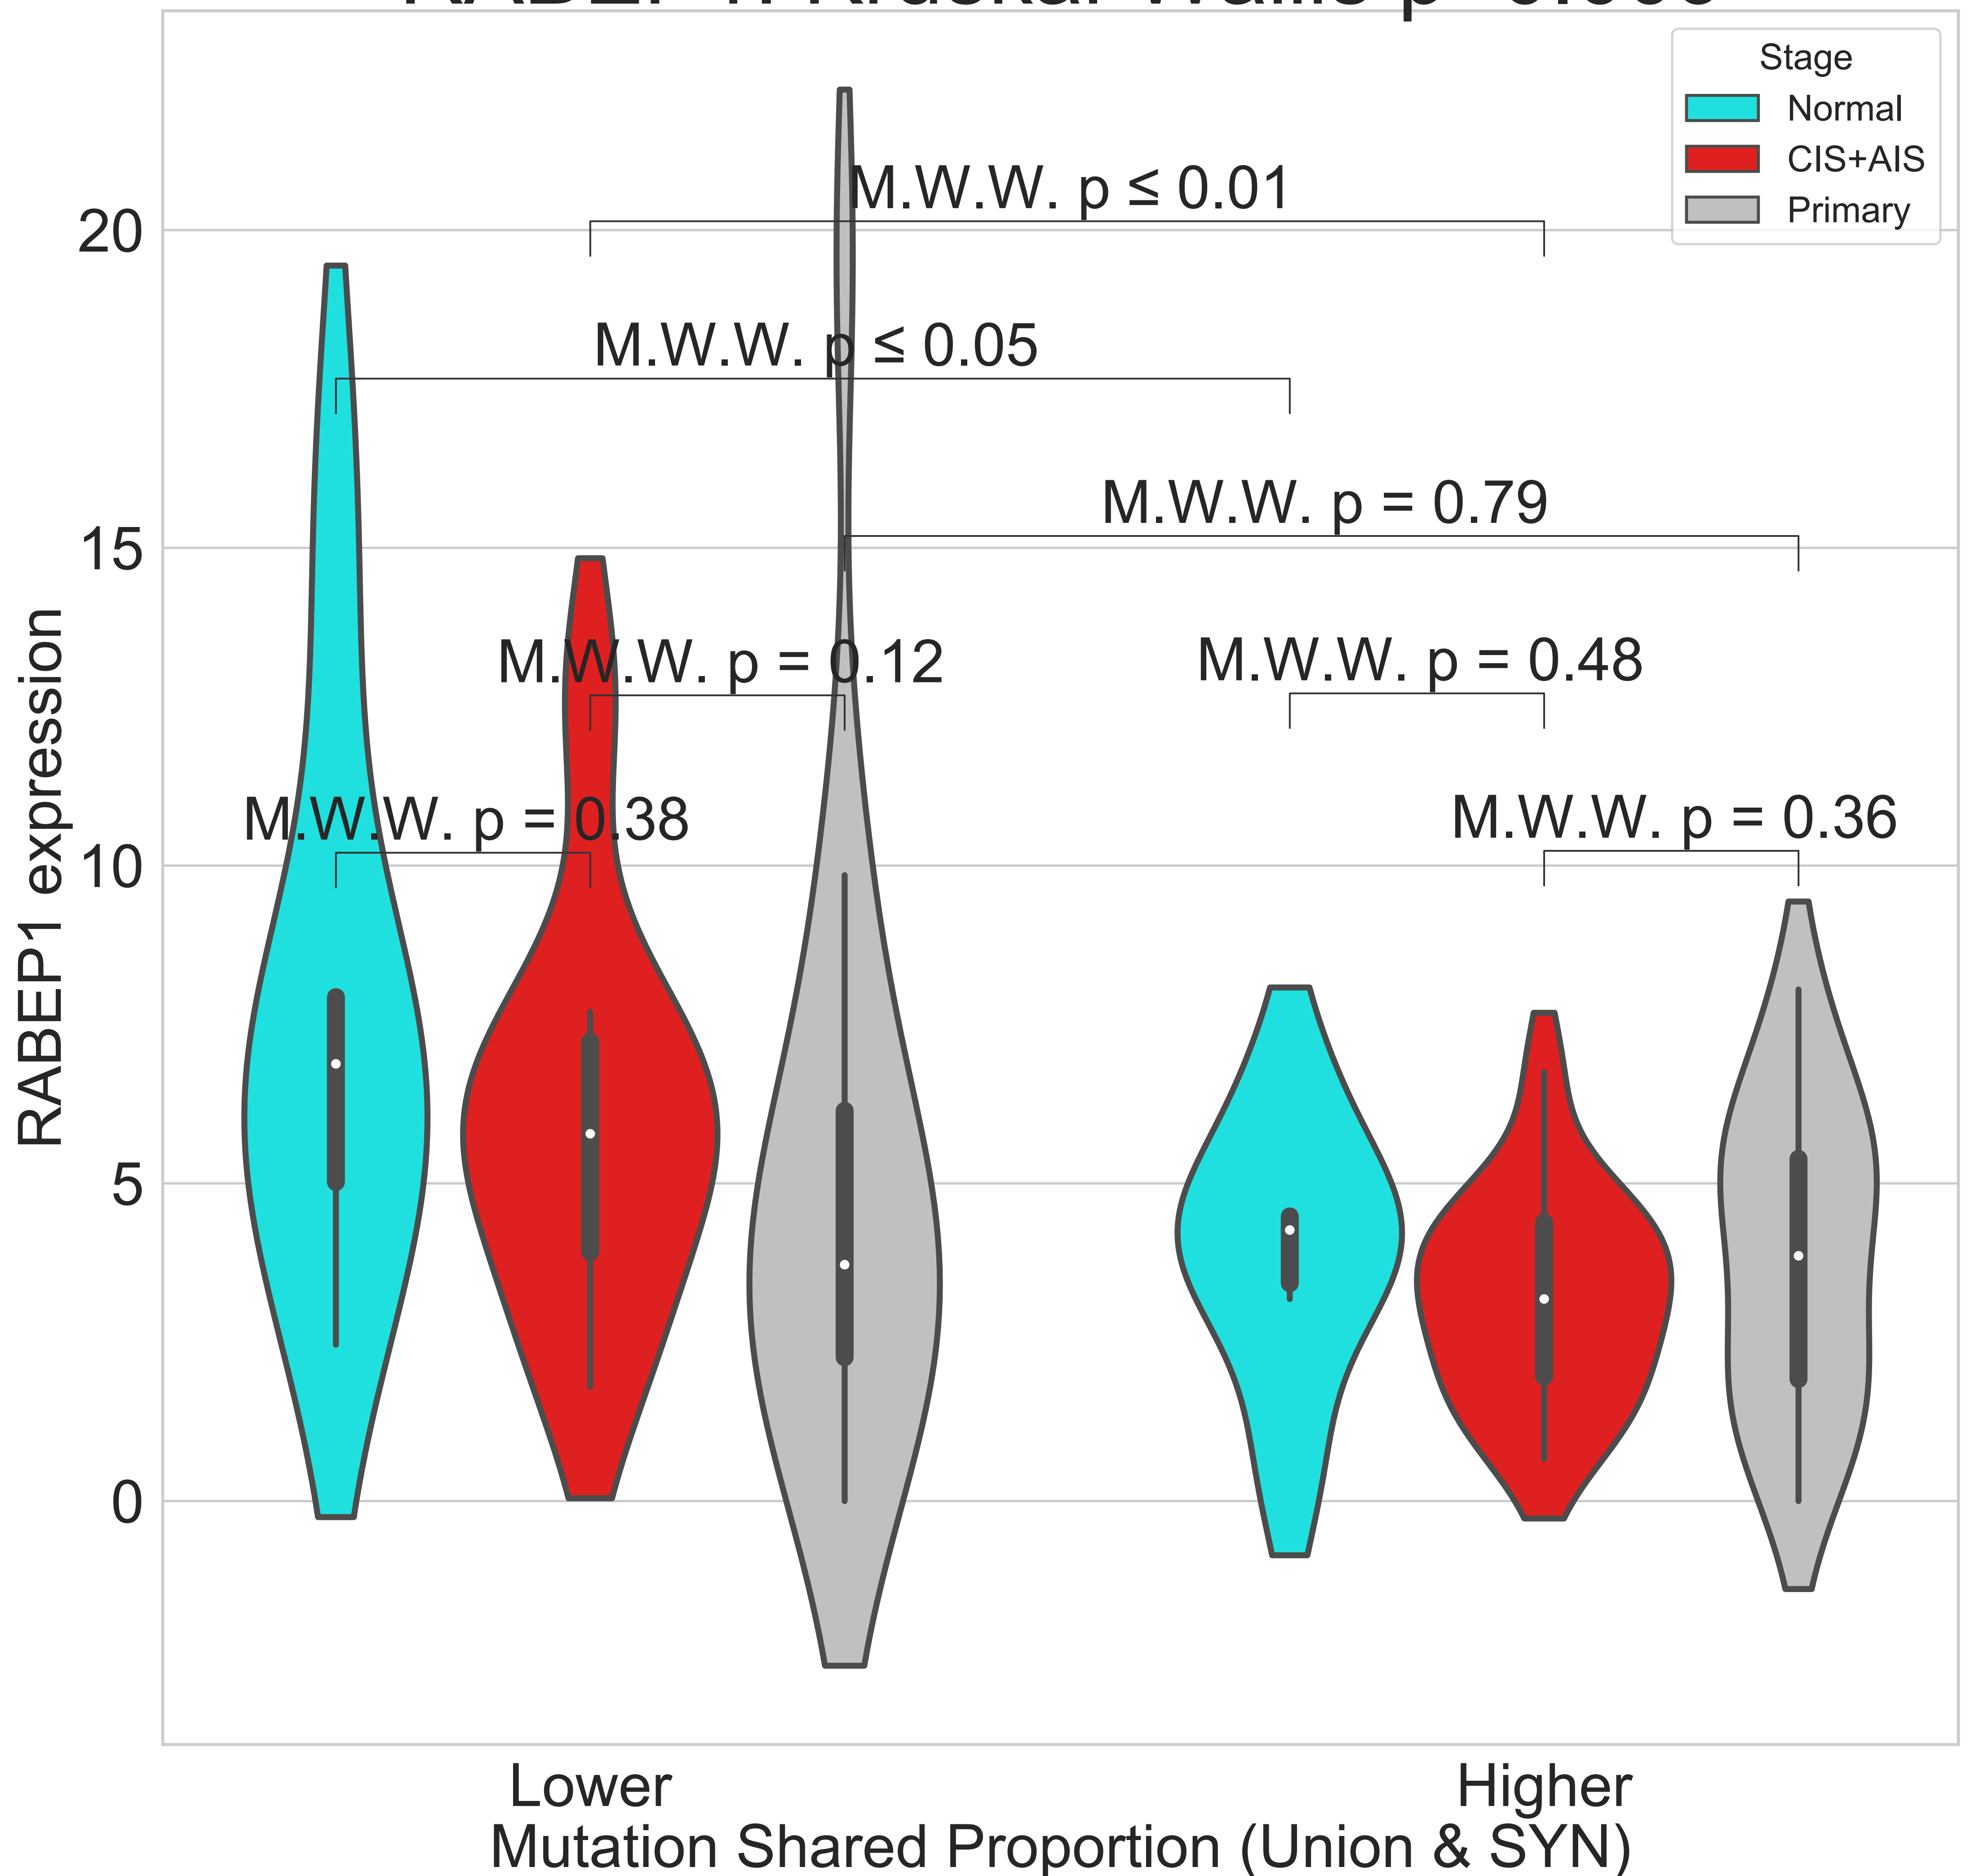 Stage
Normal
CIS+AIS
Primary
M.W.W. p ≤ 0.01
20
M.W.W. p ≤ 0.05
M.W.W. p = 0.79
15
M.W.W. p = 0.12
M.W.W. p = 0.48
M.W.W. p = 0.38
M.W.W. p = 0.36
10
RABEP1 expression
5
0
Lower
Higher
Mutation Shared Proportion (Union & SYN)